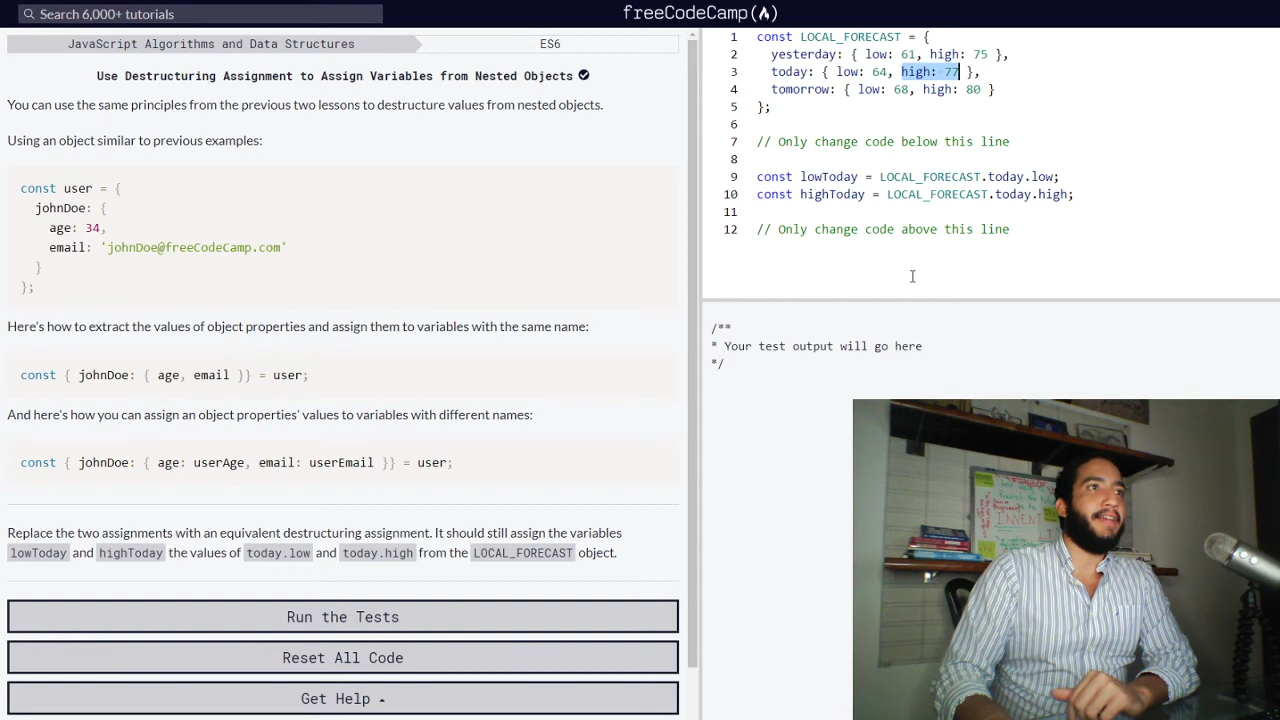 Search 6,000+ tutorials
freeCodeCamp
JavaScript Algorithms and Data Structures
ES6
Use Destructuring Assignment to Assign Variables from Nested Objects
You can use the same principles from the previous two lessons to destructure values from nested objects.
Using an object similar to previous examples:
const user = {
johnDoe: {
age: 34,
email: 'johnDoe@freeCodeCamp.com'
}
};
Here's how to extract the values of object properties and assign them to variables with the same name:
const { johnDoe: { age, email }} = user;
And here's how you can assign an object properties' values to variables with different names:
const { johnDoe: { age: userAge, email: userEmail }} = user;
Replace the two assignments with an equivalent destructuring assignment. It should still assign the variables
lowToday and highToday the values of today.low and today.high from the LOCAL_FORECAST object.
Run the Tests
Reset All Code
Get Help
1 const LOCAL_FORECAST = {
2 yesterday: { low: 61, high: 75 },
3 today: { low: 64, high: 77 },
4 tomorrow: { low: 68, high: 80 }
5 };
6
7 // Only change code below this line
8
9 const lowToday = LOCAL_FORECAST.today.low;
10 const highToday = LOCAL_FORECAST.today.high;
11
12 // Only change code above this line
/**
* Your test output will go here
*/
INVENT